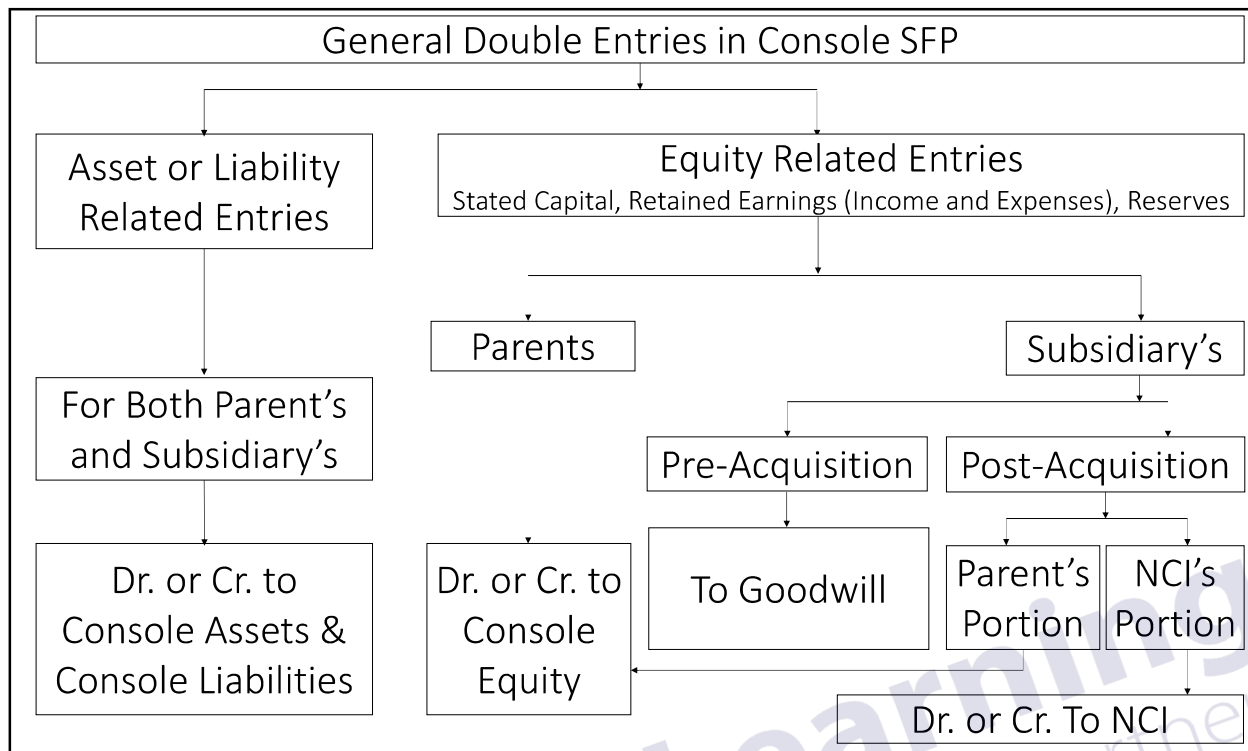 General Double Entries in Console SFP
Asset or Liability
Related Entries
Equity Related Entries
Stated Capital, Retained Earnings (Income and Expenses), Reserves
Parents
Subsidiary’s
For Both Parent’s
and Subsidiary’s
Pre-Acquisition
Post-Acquisition
Dr. or Cr. to
Console Assets &
Console Liabilities
Dr. or Cr. to
Console
Equity
To Goodwill
Parent’s
Portion
NCI’s
Portion
Dr. or Cr. To NCI
Learning